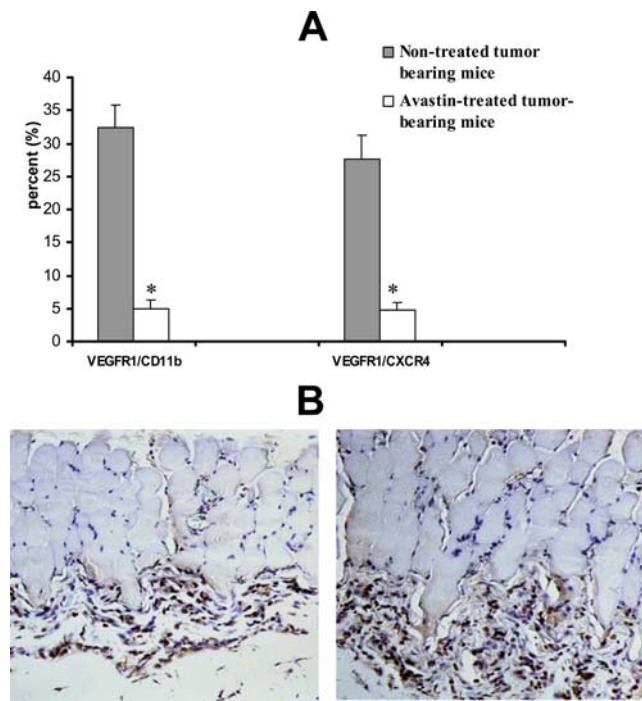 A
Non-treated tumor
bearing mice
Avastin-treated tumor-
bearing mice
percent (%)
40
35
30
25
20
15
10
5
0
*
*
VEGFR1/CD11b
VEGFR1/CXCR4
B